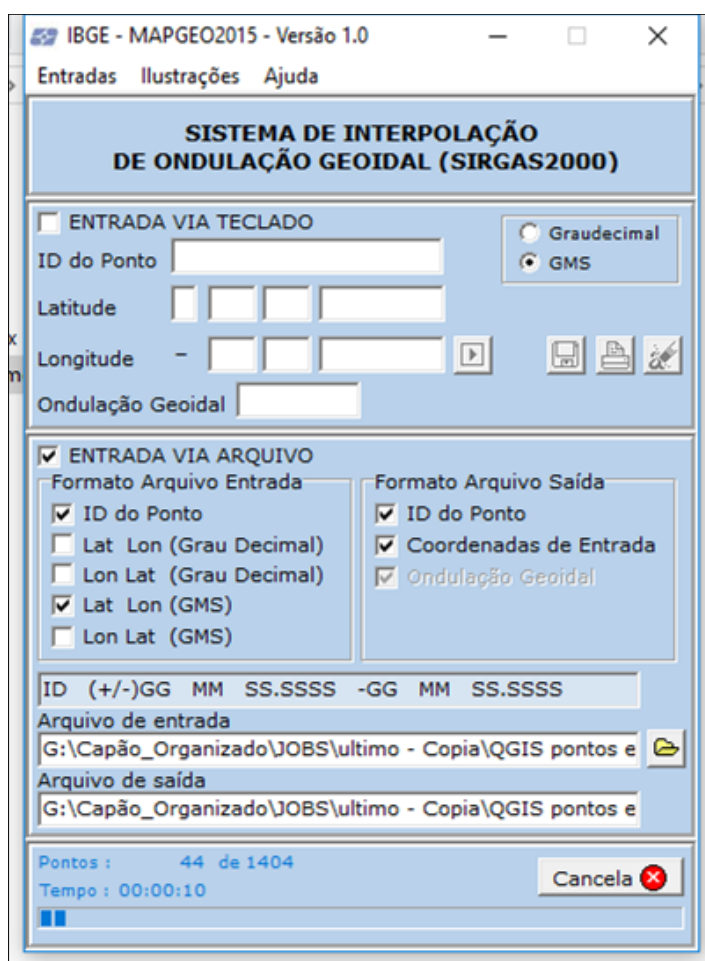 IBGE - MAPGEO2015 - Versão 1.0
Entradas Ilustrações Ajuda
SISTEMA DE INTERPOLAÇÃO
DE ONDULAÇÃO GEOIDAL (SIRGAS2000)
ENTRADA VIA TECLADO
Graudecimal
GMS
ID do Ponto
Latitude
Longitude -
Ondulação Geoidal
ENTRADA VIA ARQUIVO
Formato Arquivo Entrada
ID do Ponto
Lat Lon (Grau Decimal)
Lon Lat (Grau Decimal)
Lat Lon (GMS)
Lon Lat (GMS)
Formato Arquivo Saída
ID do Ponto
Coordenadas de Entrada
Ondulação Geoidal
ID (+/-)GG MM SS.SSSS -GG MM SS.SSSS
Arquivo de entrada
G:\Capão_Organizado\JOBS\ultimo - Copia\QGIS pontos e
Arquivo de saída
G:\Capão_Organizado\JOBS\ultimo - Copia\QGIS pontos e
Pontos : 44 de 1404
Tempo : 00:00:10
Cancela